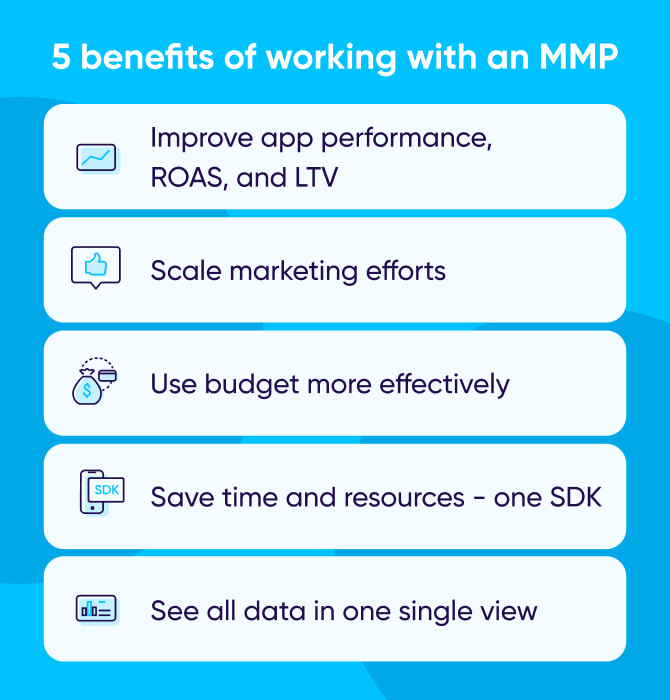 5 benefits of working with an MMP
Improve app performance,
ROAS, and LTV
Scale marketing efforts
$
Use budget more effectively
SDK
Save time and resources - one SDK
See all data in one single view